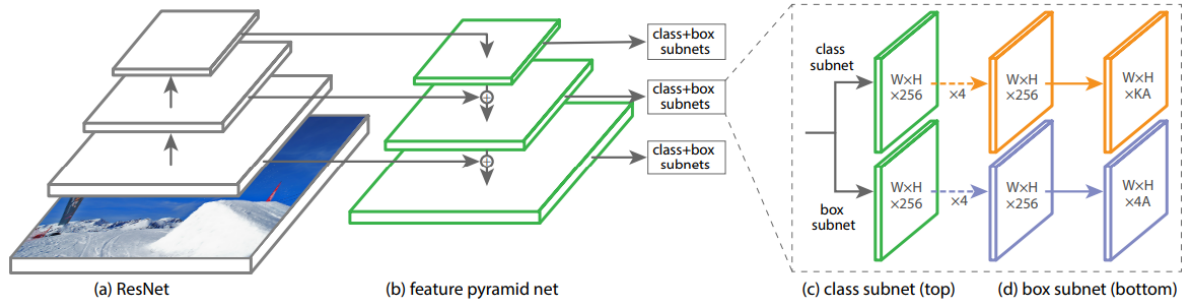 class+box
subnets
class+box
subnets
class+box
subnets
class
subnet
box
subnet
W×H
×256
×4
W×H
×256
W×H
×KA
W×H
×256
×4
W×H
×256
W×H
×4A
(a) ResNet
(b) feature pyramid net
(c) class subnet (top)
(d) box subnet (bottom)